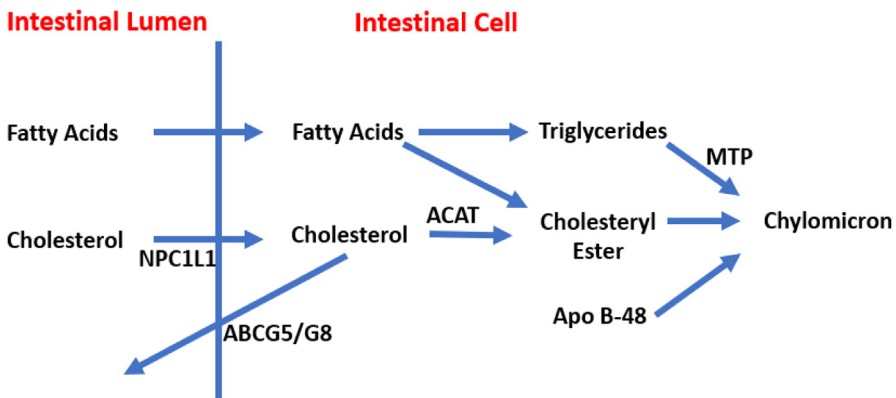 Intestinal Lumen
Intestinal Cell
Fatty Acids
Fatty Acids
Triglycerides
MTP
Cholesterol
NPC1L1
Cholesterol
ACAT
Cholesteryl
Ester
Chylomicron
Apo B-48
ABCG5/G8